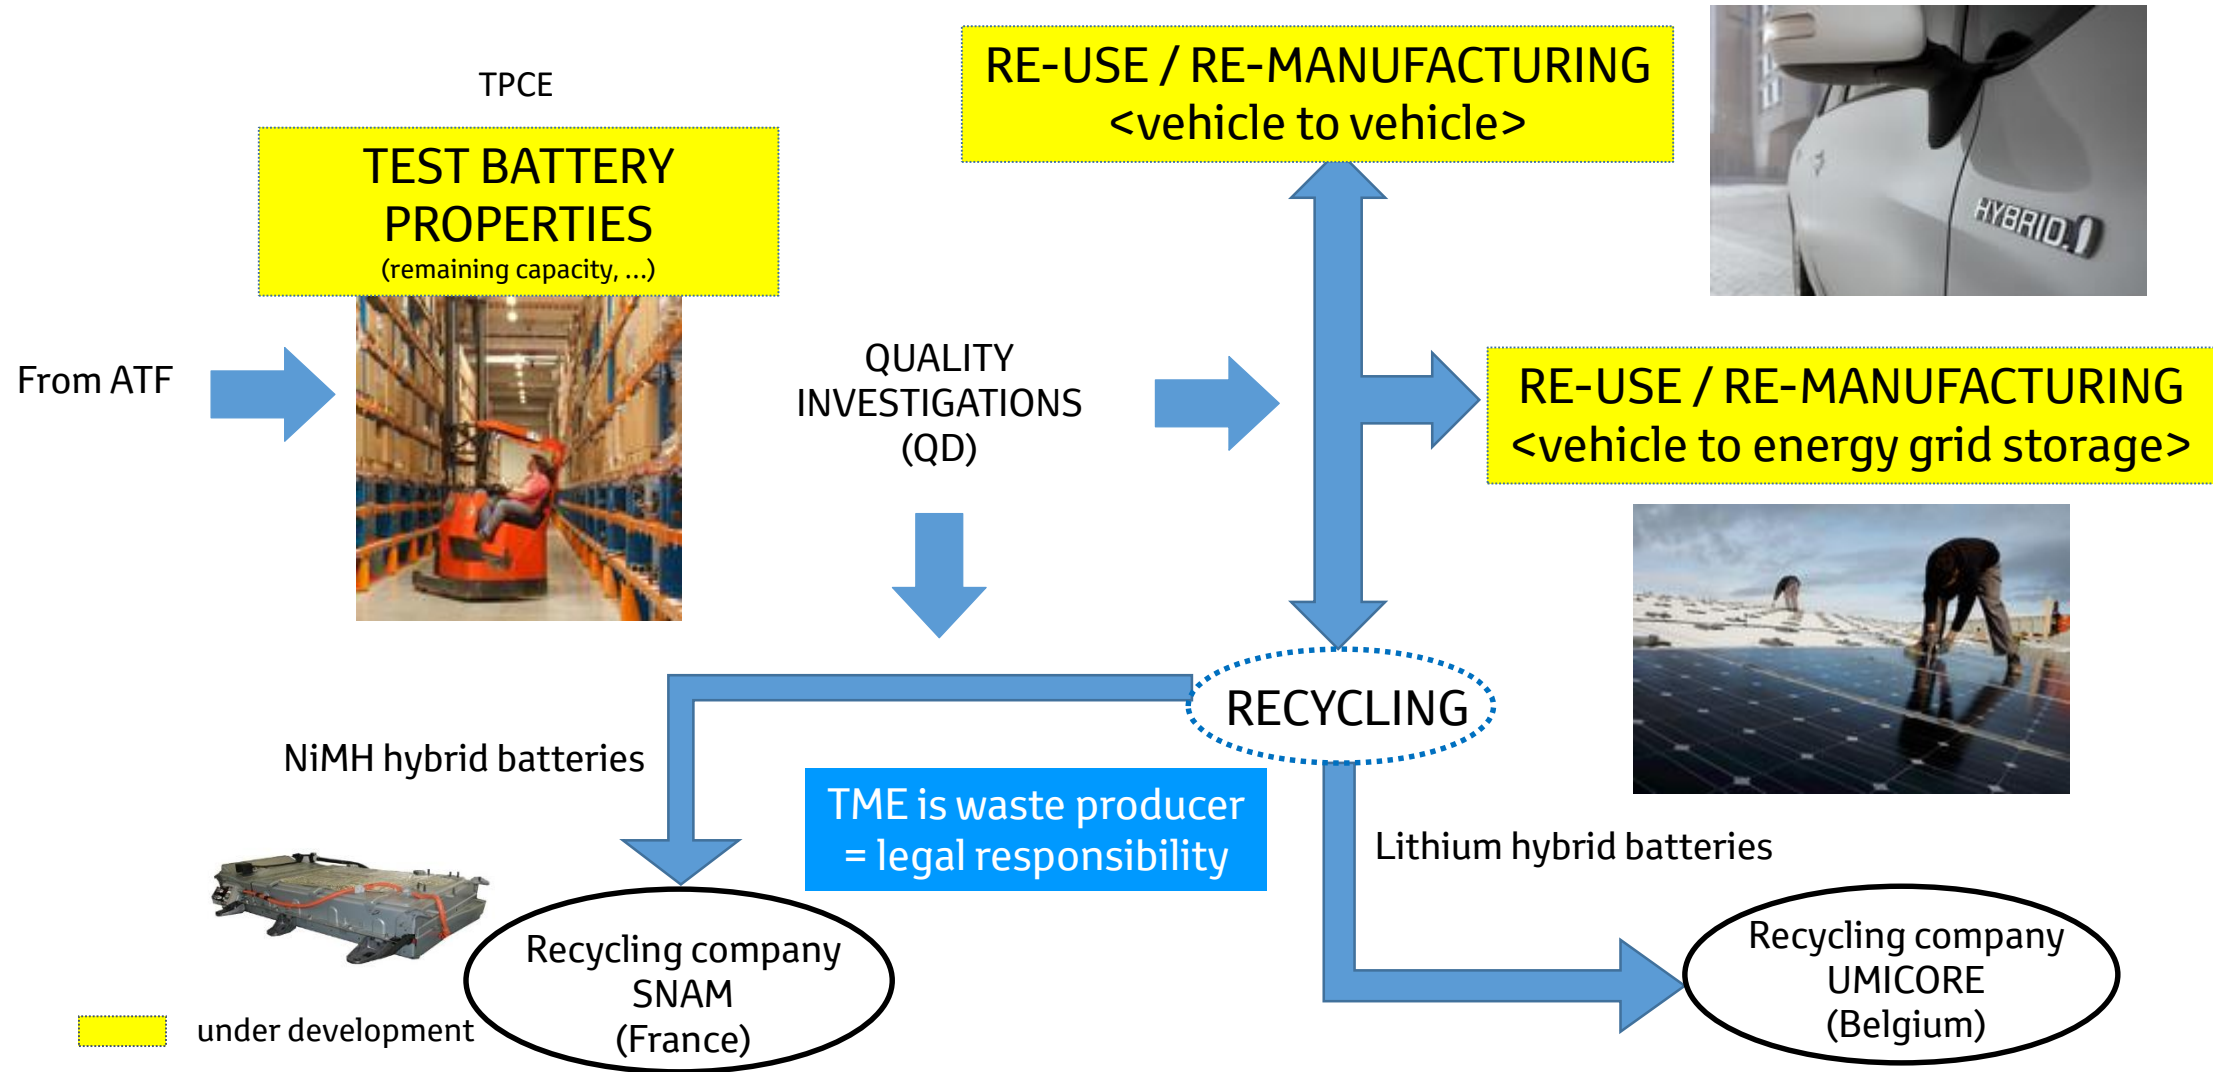 TPCE
TEST BATTERY
PROPERTIES
(remaining capacity, ...)
From ATF
QUALITY
INVESTIGATIONS
(QD)
RE-USE / RE-MANUFACTURING
<vehicle to vehicle>
HYBRID
RE-USE / RE-MANUFACTURING
<vehicle to energy grid storage>
RECYCLING
NiMH hybrid batteries
TME is waste producer
= legal responsibility
Lithium hybrid batteries
Recycling company
SNAM
(France)
Recycling company
UMICORE
(Belgium)
under development